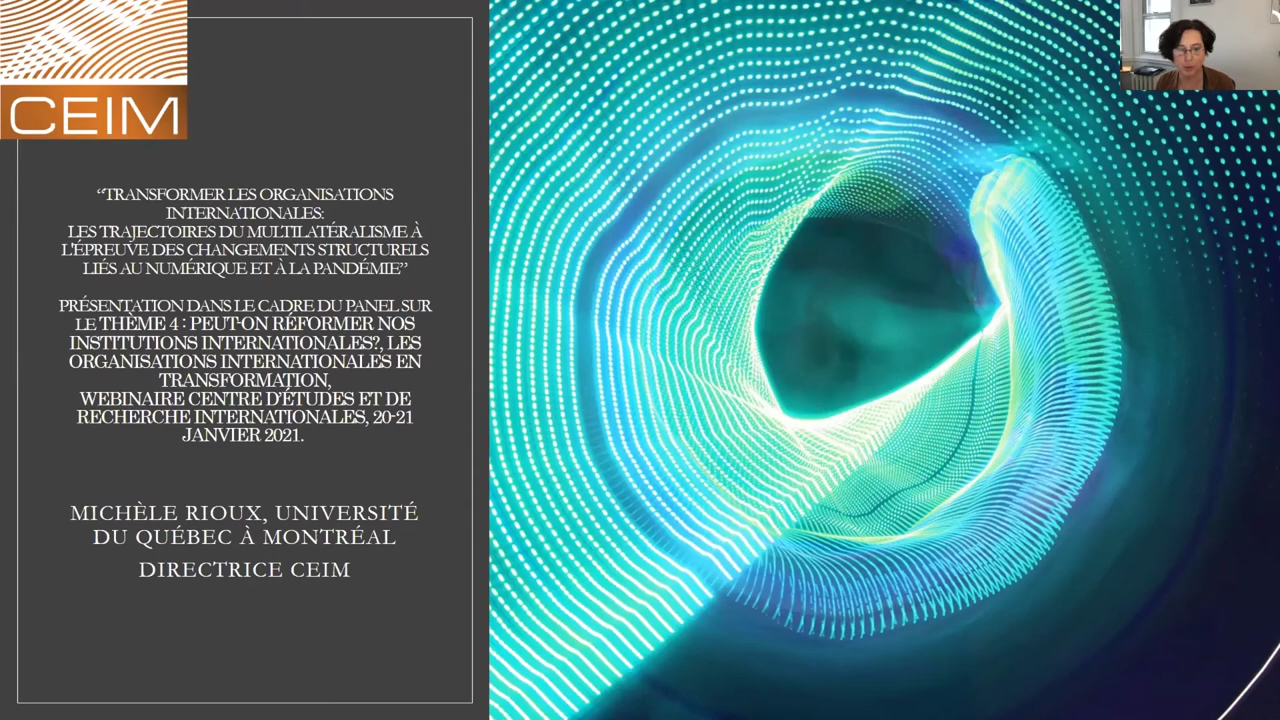 CEIM
“TRANSFORMER LES ORGANISATIONS
INTERNATIONALES:
LES TRAJECTOIRES DU MULTILATÉRALISME À
L'ÉPREUVE DES CHANGEMENTS STRUCTURELS
LIÉS AU NUMÉRIQUE ET À LA PANDÉMIE”
PRÉSENTATION DANS LE CADRE DU PANEL SUR
LE THÈME 4 : PEUT-ON RÉFORMER NOS
INSTITUTIONS INTERNATIONALES?, LES
ORGANISATIONS INTERNATIONALES EN
TRANSFORMATION,
WEBINAIRE CENTRE D'ÉTUDES ET DE
RECHERCHE INTERNATIONALES, 20-21
JANVIER 2021.
MICHÈLE RIOUX, UNIVERSITÉ
DU QUÉBEC À MONTRÉAL
DIRECTRICE CEIM